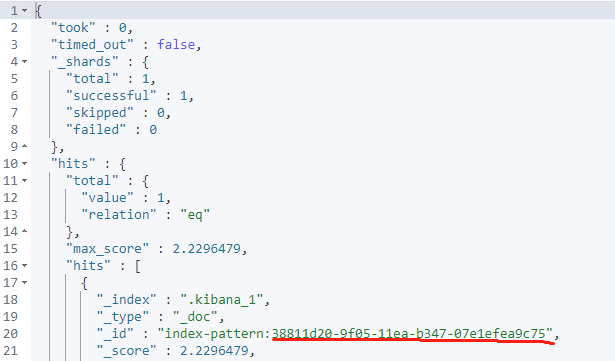 1 {
2 "took" : 0,
3 "timed_out" : false,
4 "_shards" : {
5 "total" : 1,
6 "successful" : 1,
7 "skipped" : 0,
8 "failed" : 0
9 },
10 "hits" : {
11 "total" : {
12 "value" : 1,
13 "relation" : "eq"
14 },
15 "max_score" : 2.2296479,
16 "hits" : [
17 {
18 "_index" : ".kibana_1",
19 "_type" : "_doc",
20 "_id" : "index-pattern:38811d20-9f05-11ea-b347-07e1efea9c75",
21 "_score" : 2.2296479,